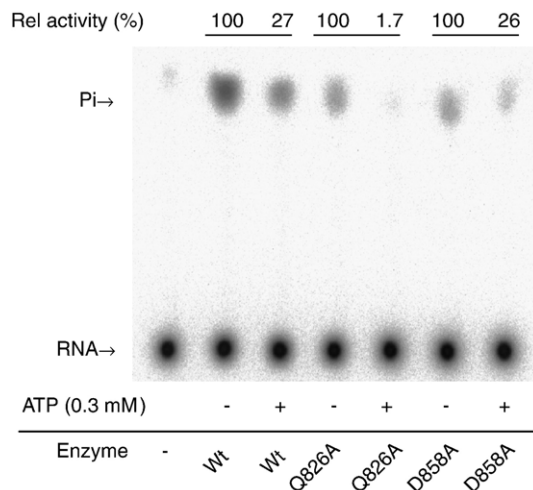 Rel activity (%) 100 27 100 1.7 100 26
Pi→
RNA→
ATP (0.3 mM) - + - + - +
Enzyme - Wt Wt Q826A Q826A D858A D858A